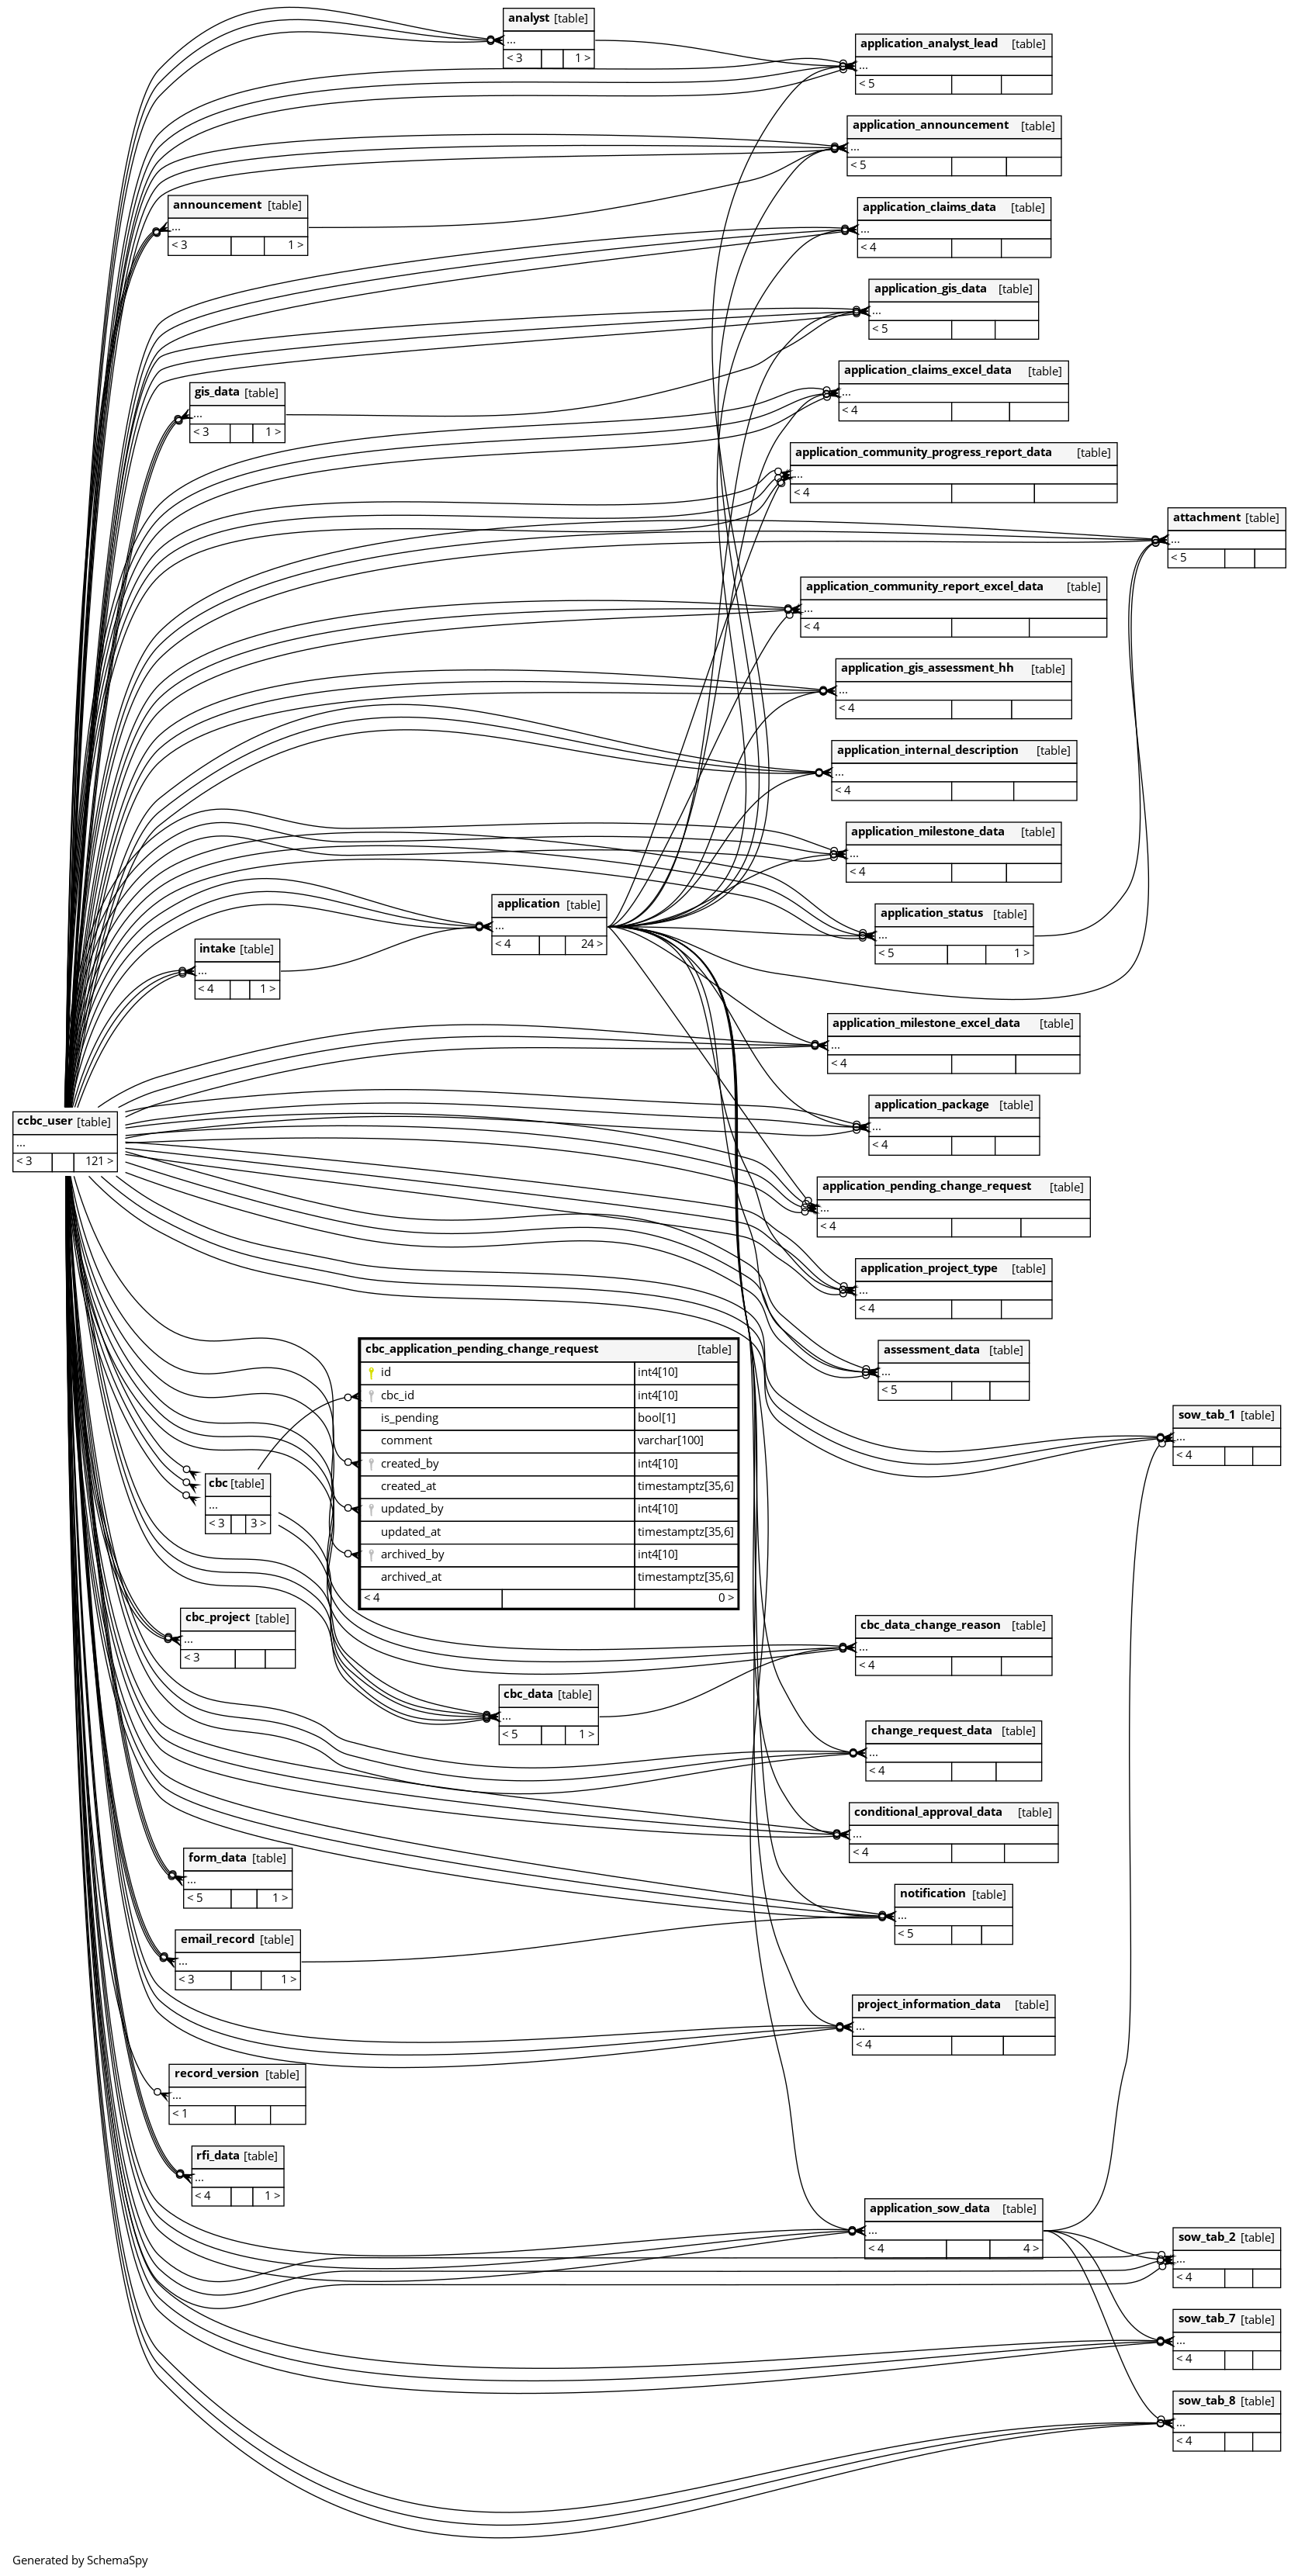 analyst [table]
...
< 3 1 >
application_analyst_lead [table]
...
< 5
application_announcement [table]
...
< 5
announcement [table]
...
< 3 1 >
application_claims_data [table]
...
< 4
application_gis_data [table]
...
< 5
application_claims_excel_data [table]
...
< 4
gis_data [table]
...
< 3 1 >
application_community_progress_report_data [table]
...
< 4
attachment [table]
...
< 5
application_community_report_excel_data [table]
...
< 4
application_gis_assessment_hh [table]
...
< 4
application_internal_description [table]
...
< 4
application_milestone_data [table]
...
< 4
application [table]
...
< 4 24 >
application_status [table]
...
< 5 1 >
intake [table]
...
< 4 1 >
application_milestone_excel_data [table]
...
< 4
application_package [table]
...
< 4
ccbc_user [table]
...
< 3 121 >
application_pending_change_request [table]
...
< 4
application_project_type [table]
...
< 4
cbc_application_pending_change_request [table]
id int4[10]
cbc_id int4[10]
is_pending bool[1]
comment varchar[100]
created_by int4[10]
created_at timestamptz[35,6]
updated_by int4[10]
updated_at timestamptz[35,6]
archived_by int4[10]
archived_at timestamptz[35,6]
< 4 0 >
assessment_data [table]
...
< 5
sow_tab_1 [table]
...
< 4
cbc [table]
...
< 3 3 >
cbc_project [table]
...
< 3
cbc_data_change_reason [table]
...
< 4
cbc_data [table]
...
< 5 1 >
change_request_data [table]
...
< 4
conditional_approval_data [table]
...
< 4
form_data [table]
...
< 5 1 >
notification [table]
...
< 5
email_record [table]
...
< 3 1 >
project_information_data [table]
...
< 4
record_version [table]
...
< 1
rfi_data [table]
...
< 4 1 >
application_sow_data [table]
...
< 4 4 >
sow_tab_2 [table]
...
< 4
sow_tab_7 [table]
...
< 4
sow_tab_8 [table]
...
< 4
Generated by SchemaSpy